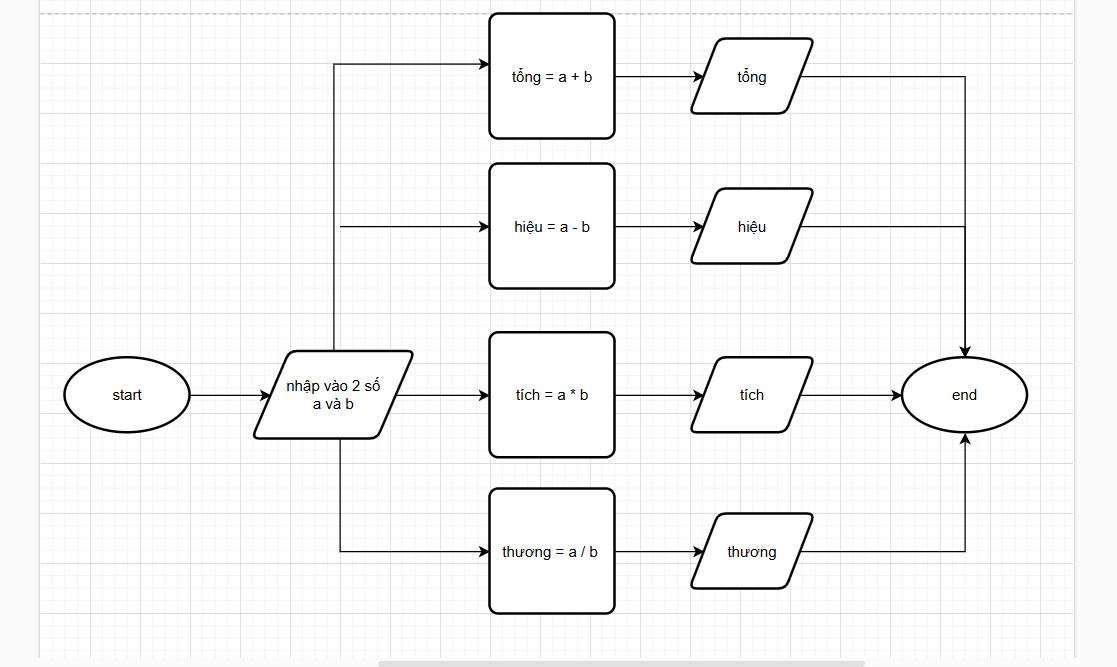 tổng = a + b
tổng
hiệu = a - b
hiệu
start
nhập vào 2 số
a và b
tích = a * b
tích
end
thương = a / b
thương